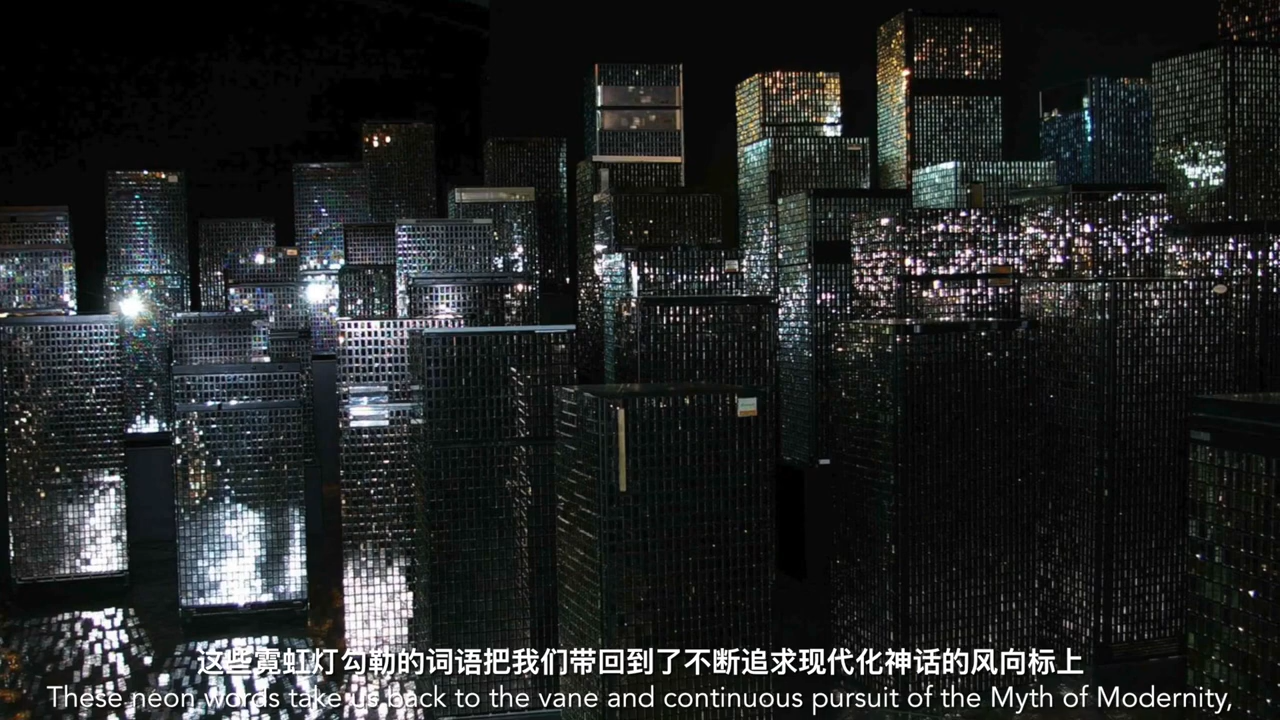 这些霓虹灯勾勒的词语把我们带回到了不断追求现代化神话的风向标上
These neon words take us back to the vane and continuous pursuit of the Myth of Modernity,